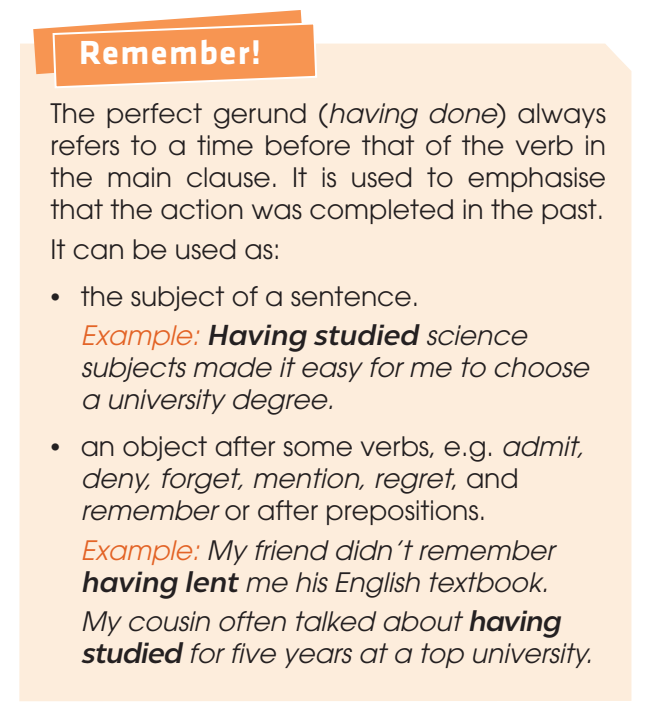 Remember!
The perfect gerund (having done) always
refers to a time before that of the verb in
the main clause. It is used to emphasise
that the action was completed in the past.
It can be used as:
• the subject of a sentence.
Example: Having studied science
subjects made it easy for me to choose
a university degree.
• an object after some verbs, e.g. admit,
deny, forget, mention, regret, and
remember or after prepositions.
Example: My friend didn't remember
having lent me his English textbook.
My cousin often talked about having
studied for five years at a top university.